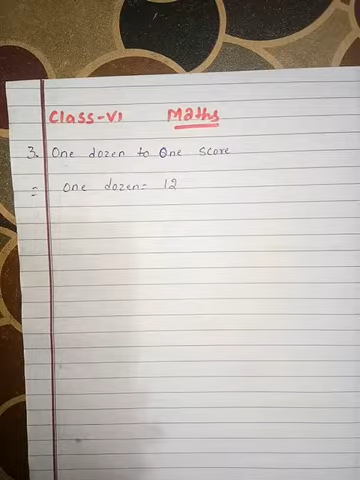 Class-VI Maths
3. One dozen to One score
= One dozen= 12